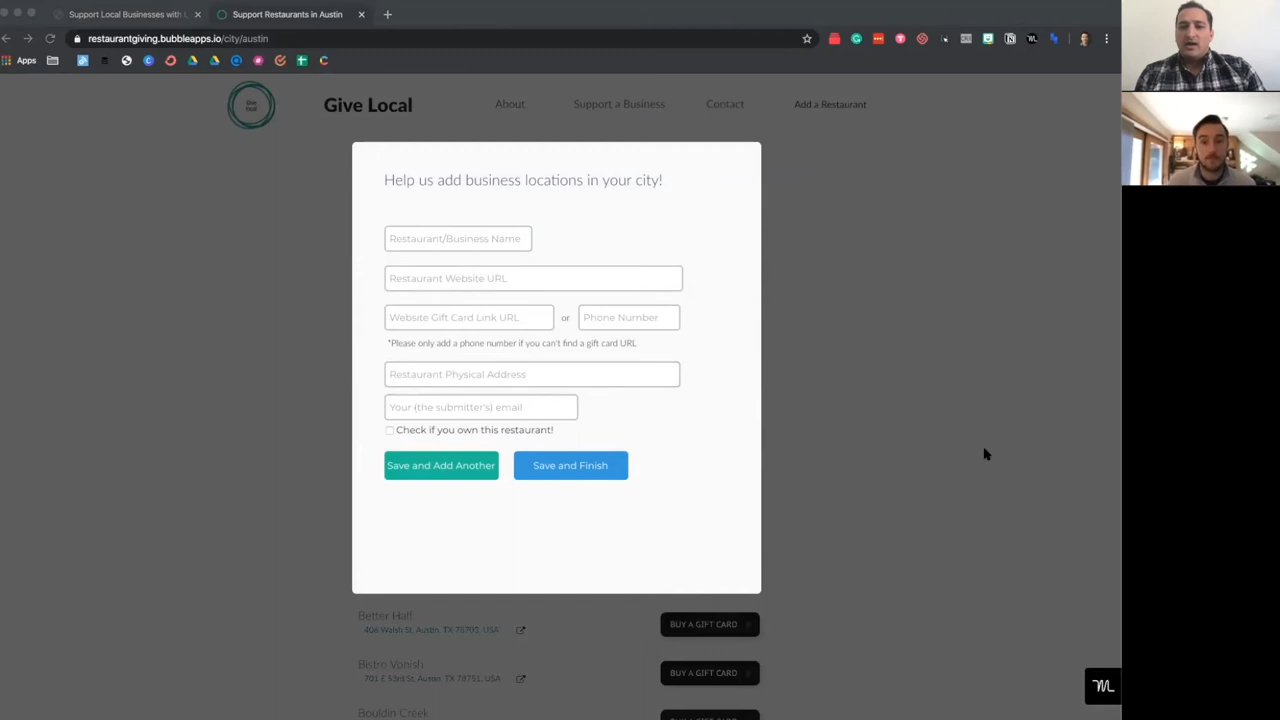 Support Local Businesses with L
Support Restaurants in Austin
restaurantgiving.bubbleapps.io/city/austin
Apps
Give Local
Give Local
About
Support a Business
Contact
Add a Restaurant
Help us add business locations in your city!
Restaurant/Business Name
Restaurant Website URL
Website Gift Card Link URL or Phone Number
*Please only add a phone number if you can't find a gift card URL
Restaurant Physical Address
Your (the submitter's) email
Check if you own this restaurant!
Save and Add Another
Save and Finish
Better Half
406 Walsh St, Austin, TX 78703, USA
BUY A GIFT CARD
Bistro Vonish
701 E 53rd St, Austin, TX 78751, USA
BUY A GIFT CARD
Bouldin Creek